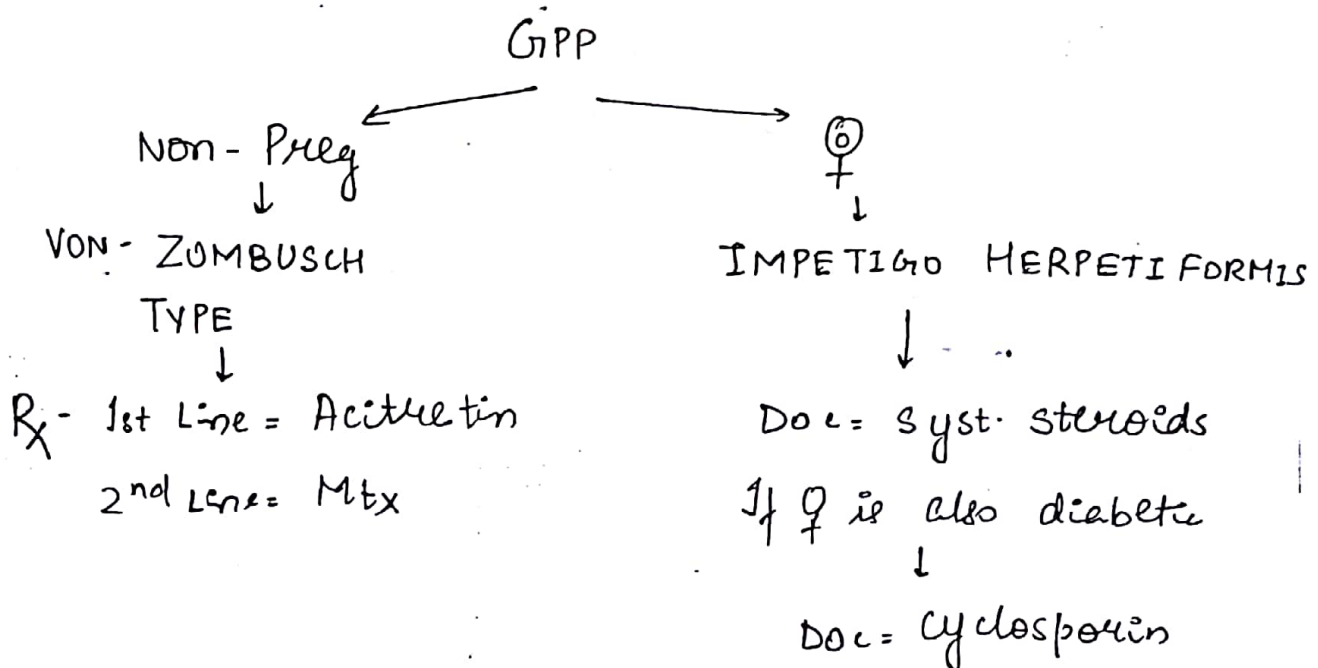 GPP
Non - Preg
VON - ZUMBUSCH
TYPE
Rx - 1st Line = Acitretin
2nd Line = Mtx
♀
IMPETIGO HERPETIFORMIS
DOC = syst. steroids
If ♀ is also diabetic
DOC = cyclosporin